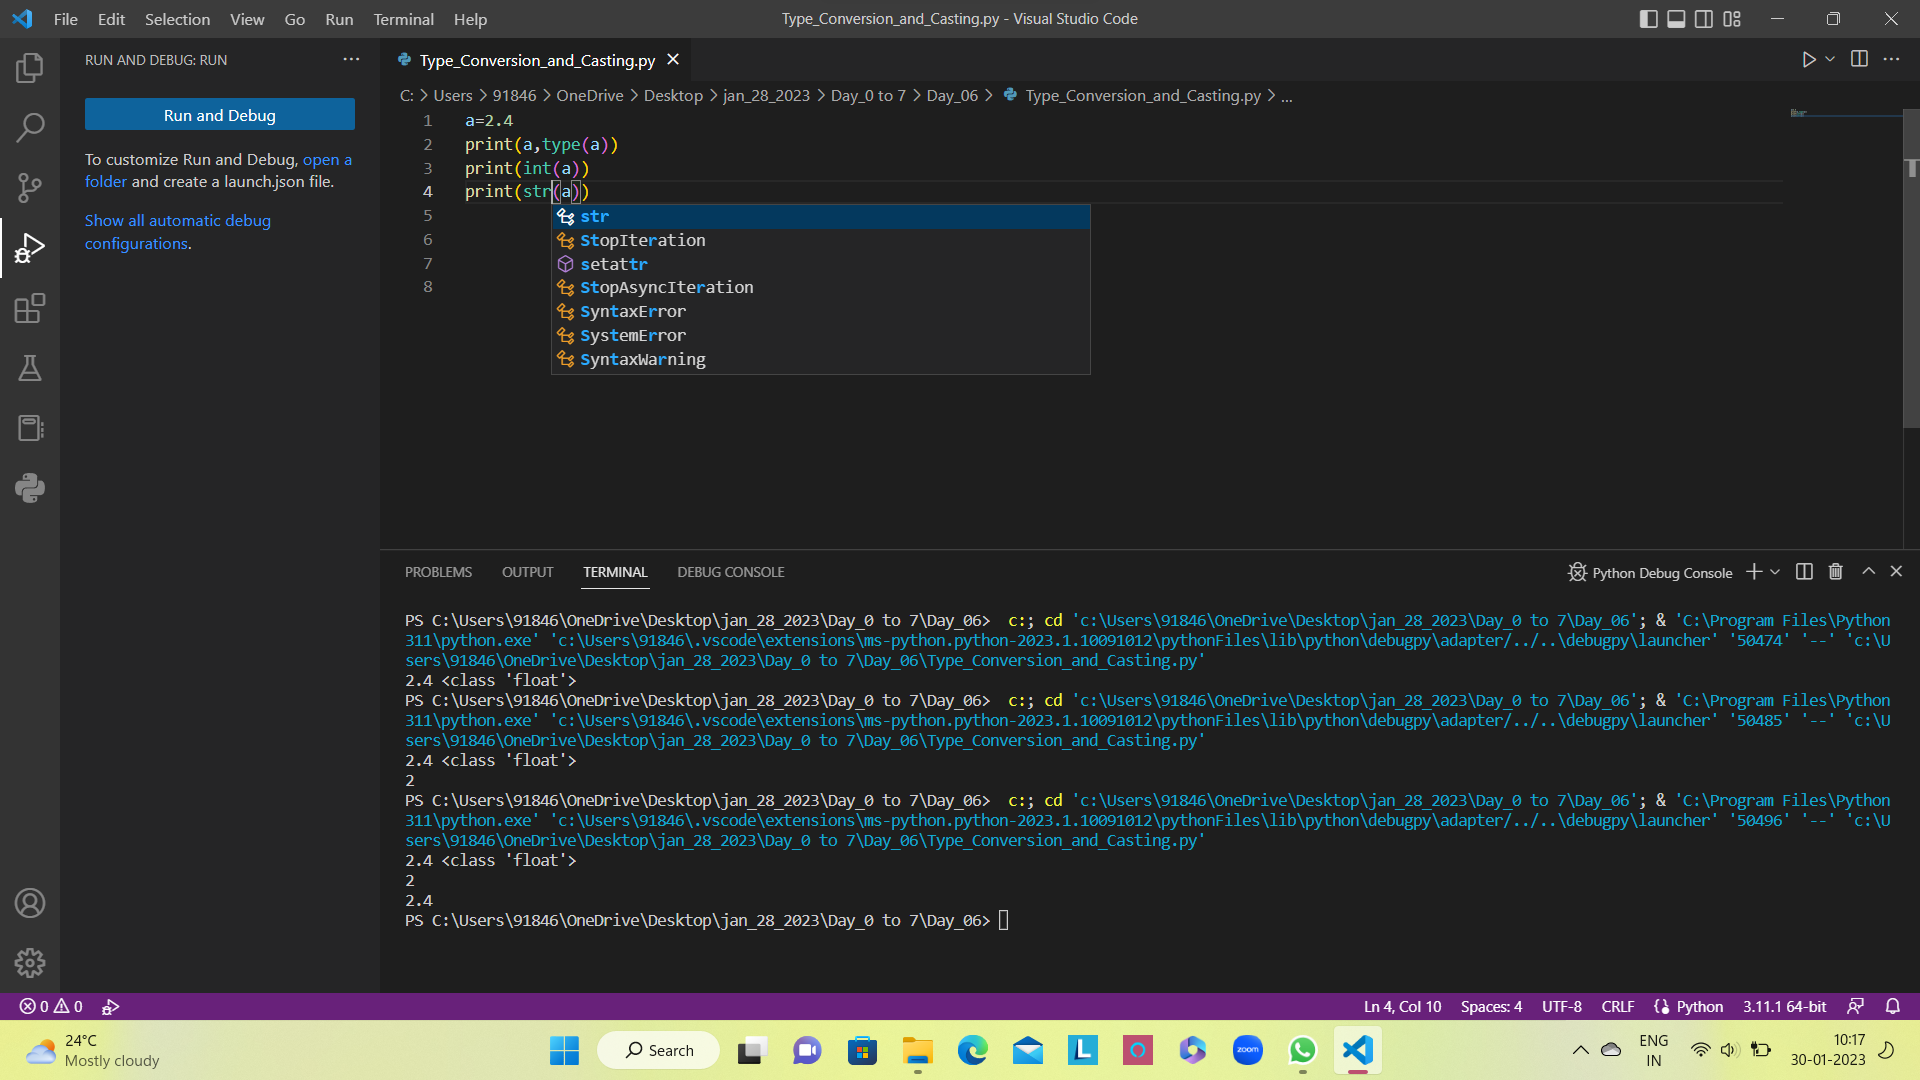 File Edit Selection View Go Run Terminal Help
Type_Conversion_and_Casting.py - Visual Studio Code
RUN AND DEBUG: RUN
Run and Debug
To customize Run and Debug, open a
folder and create a launch.json file.
Show all automatic debug
configurations.
Type_Conversion_and_Casting.py
C: > Users > 91846 > OneDrive > Desktop > jan_28_2023 > Day_0 to 7 > Day_06 > Type_Conversion_and_Casting.py > ...
1 a=2.4
2 print(a,type(a))
3 print(int(a))
4 print(str(a))
5
6
7
8
str
StopIteration
setattr
StopAsyncIteration
SyntaxError
SystemError
SyntaxWarning
PROBLEMS OUTPUT TERMINAL DEBUG CONSOLE
Python Debug Console
PS C:\Users\91846\OneDrive\Desktop\jan_28_2023\Day_0 to 7\Day_06>  c:; cd 'c:\Users\91846\OneDrive\Desktop\jan_28_2023\Day_0 to 7\Day_06'; & 'C:\Program Files\Python
311\python.exe' 'c:\Users\91846\.vscode\extensions\ms-python.python-2023.1.10091012\pythonFiles\lib\python\debugpy\adapter/../..\debugpy\launcher' '50474' '--' 'c:\U
sers\91846\OneDrive\Desktop\jan_28_2023\Day_0 to 7\Day_06\Type_Conversion_and_Casting.py'
2.4 <class 'float'>
PS C:\Users\91846\OneDrive\Desktop\jan_28_2023\Day_0 to 7\Day_06>  c:; cd 'c:\Users\91846\OneDrive\Desktop\jan_28_2023\Day_0 to 7\Day_06'; & 'C:\Program Files\Python
311\python.exe' 'c:\Users\91846\.vscode\extensions\ms-python.python-2023.1.10091012\pythonFiles\lib\python\debugpy\adapter/../..\debugpy\launcher' '50485' '--' 'c:\U
sers\91846\OneDrive\Desktop\jan_28_2023\Day_0 to 7\Day_06\Type_Conversion_and_Casting.py'
2.4 <class 'float'>
2
PS C:\Users\91846\OneDrive\Desktop\jan_28_2023\Day_0 to 7\Day_06>  c:; cd 'c:\Users\91846\OneDrive\Desktop\jan_28_2023\Day_0 to 7\Day_06'; & 'C:\Program Files\Python
311\python.exe' 'c:\Users\91846\.vscode\extensions\ms-python.python-2023.1.10091012\pythonFiles\lib\python\debugpy\adapter/../..\debugpy\launcher' '50496' '--' 'c:\U
sers\91846\OneDrive\Desktop\jan_28_2023\Day_0 to 7\Day_06\Type_Conversion_and_Casting.py'
2.4 <class 'float'>
2
2.4
PS C:\Users\91846\OneDrive\Desktop\jan_28_2023\Day_0 to 7\Day_06>
0 0
Ln 4, Col 10 Spaces: 4 UTF-8 CRLF Python 3.11.1 64-bit
24°C
Mostly cloudy
Search
L
zoom
ENG
IN
10:17
30-01-2023